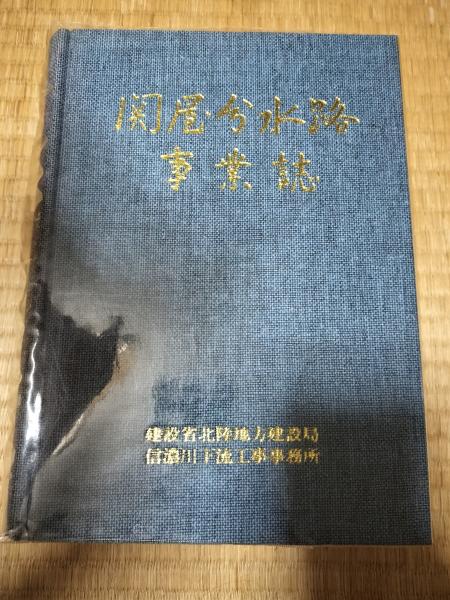 関屋分水路
事業誌
建設省北陸地方建設局
信濃川下流工事事務所